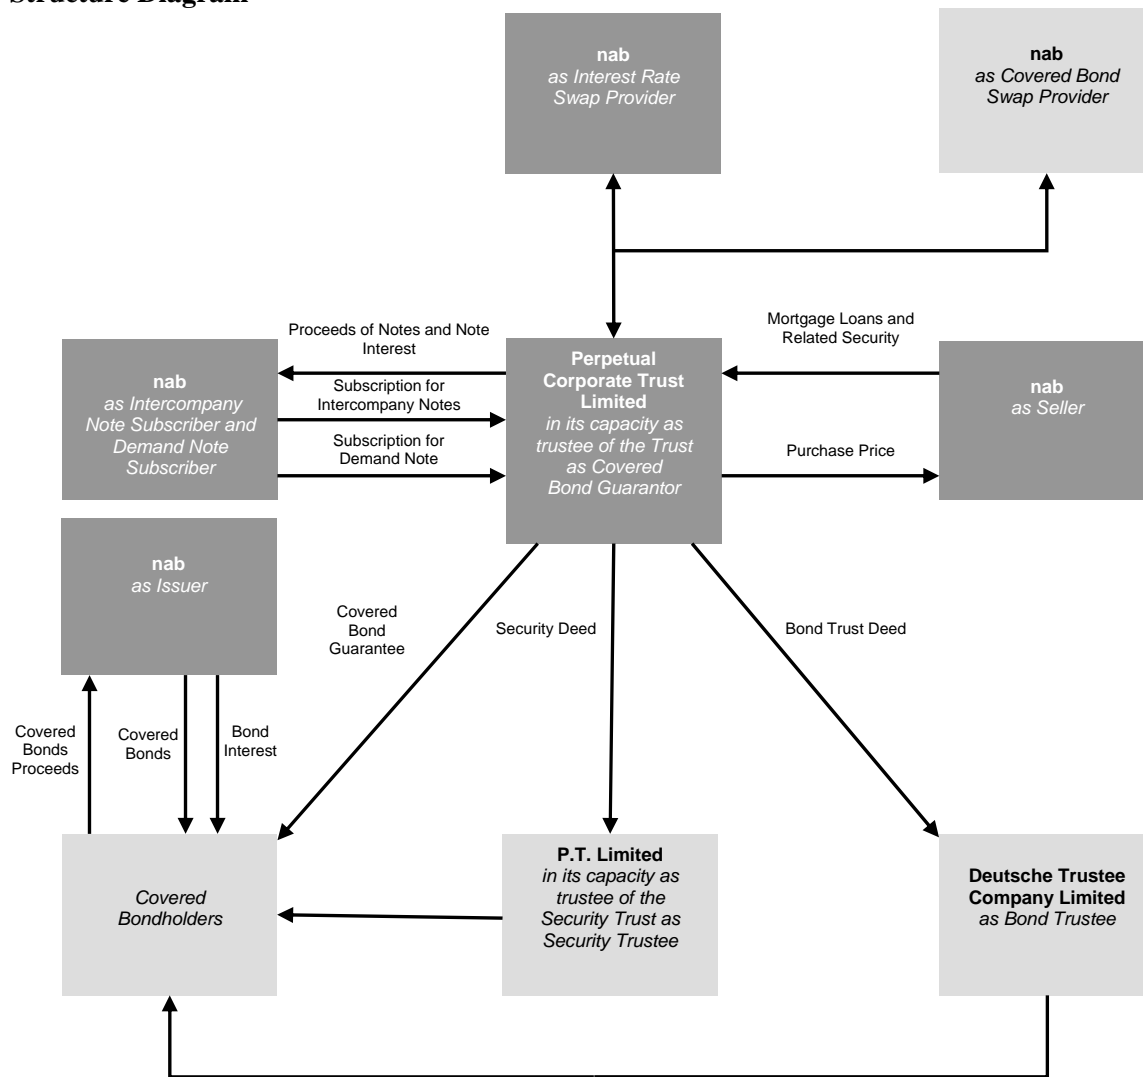 Structure Diagram
nab
as Interest Rate
Swap Provider
nab
as Covered Bond
Swap Provider
Proceeds of Notes and Note
Interest
Mortgage Loans and
Related Security
nab
as Intercompany
Note Subscriber and
Demand Note
Subscriber
Subscription for
Intercompany Notes
Subscription for
Demand Note
Perpetual
Corporate Trust
Limited
in its capacity as
trustee of the Trust
as Covered
Bond Guarantor
nab
as Seller
Purchase Price
nab
as Issuer
Covered
Bond
Guarantee
Security Deed
Bond Trust Deed
Covered
Bonds
Proceeds
Covered
Bonds
Bond
Interest
Covered
Bondholders
P.T. Limited
in its capacity as
trustee of the
Security Trust as
Security Trustee
Deutsche Trustee
Company Limited
as Bond Trustee